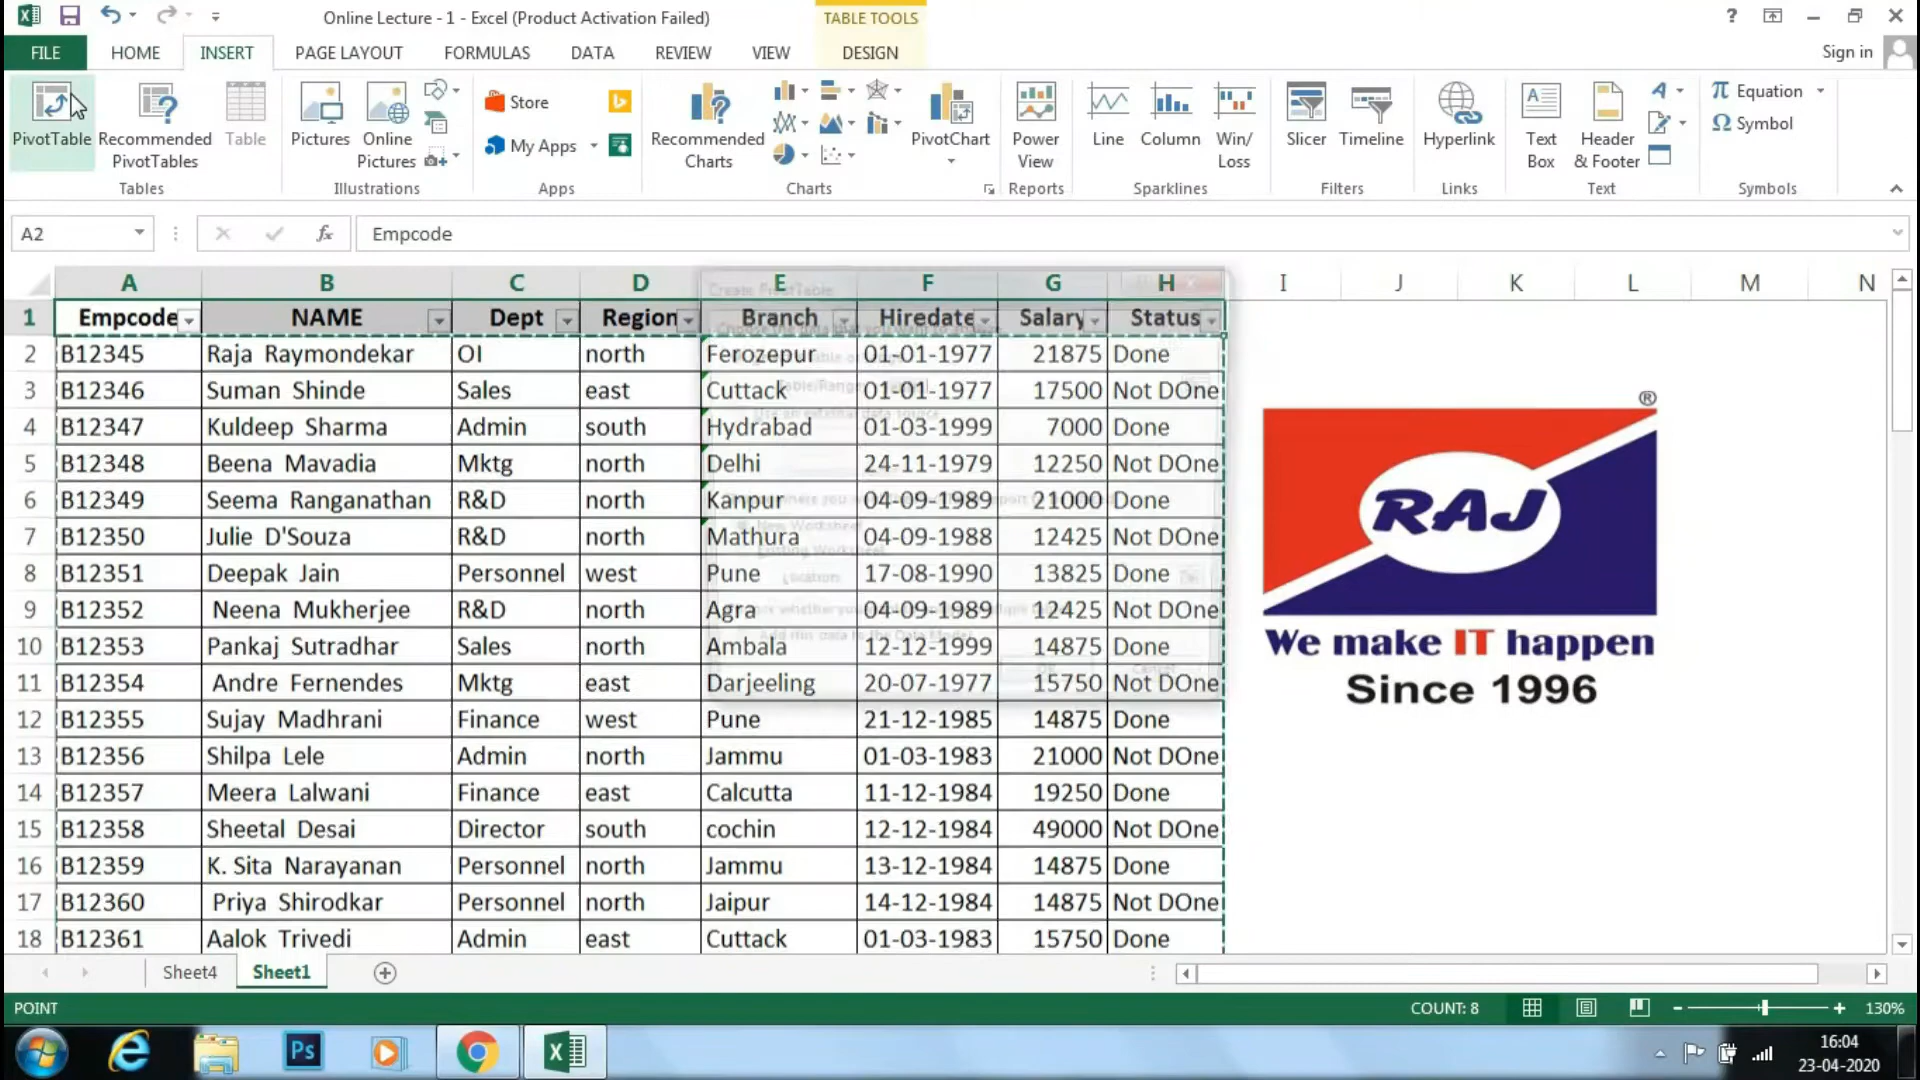 Online Lecture - 1 - Excel (Product Activation Failed)
TABLE TOOLS
?
FILE HOME INSERT PAGE LAYOUT FORMULAS DATA REVIEW VIEW DESIGN
Sign in
PivotTable
Recommended PivotTables
Table
Pictures
Online Pictures
Store
My Apps
Recommended Charts
PivotChart
Power View
Line
Column
Win/ Loss
Slicer
Timeline
Hyperlink
Text Box
Header & Footer
Equation
Symbol
Tables Illustrations Apps Charts Reports Sparklines Filters Links Text Symbols
A2 fx Empcode
A B C D E F G H I J K L M N
1 Empcode NAME Dept Region Branch Hiredate Salary Status
2 B12345 Raja Raymondekar OI north Ferozepur 01-01-1977 21875 Done
3 B12346 Suman Shinde Sales east Cuttack 01-01-1977 17500 Not DOne
4 B12347 Kuldeep Sharma Admin south Hydrabad 01-03-1999 7000 Done
5 B12348 Beena Mavadia Mktg north Delhi 24-11-1979 12250 Not DOne
6 B12349 Seema Ranganathan R&D north Kanpur 04-09-1989 21000 Done
7 B12350 Julie D'Souza R&D north Mathura 04-09-1988 12425 Not DOne
8 B12351 Deepak Jain Personnel west Pune 17-08-1990 13825 Done
9 B12352 Neena Mukherjee R&D north Agra 04-09-1989 12425 Not DOne
10 B12353 Pankaj Sutradhar Sales north Ambala 12-12-1999 14875 Done
11 B12354 Andre Fernendes Mktg east Darjeeling 20-07-1977 15750 Not DOne
12 B12355 Sujay Madhrani Finance west Pune 21-12-1985 14875 Done
13 B12356 Shilpa Lele Admin north Jammu 01-03-1983 21000 Not DOne
14 B12357 Meera Lalwani Finance east Calcutta 11-12-1984 19250 Done
15 B12358 Sheetal Desai Director south cochin 12-12-1984 49000 Not DOne
16 B12359 K. Sita Narayanan Personnel north Jammu 13-12-1984 14875 Done
17 B12360 Priya Shirodkar Personnel north Jaipur 14-12-1984 14875 Not DOne
18 B12361 Aalok Trivedi Admin east Cuttack 01-03-1983 15750 Done
Create PivotTable
New Worksheet
Existing Worksheet
Location:
Cancel
®
RAJ
We make IT happen
Since 1996
Sheet4 Sheet1
POINT COUNT: 8 130%
Ps
16:04
23-04-2020